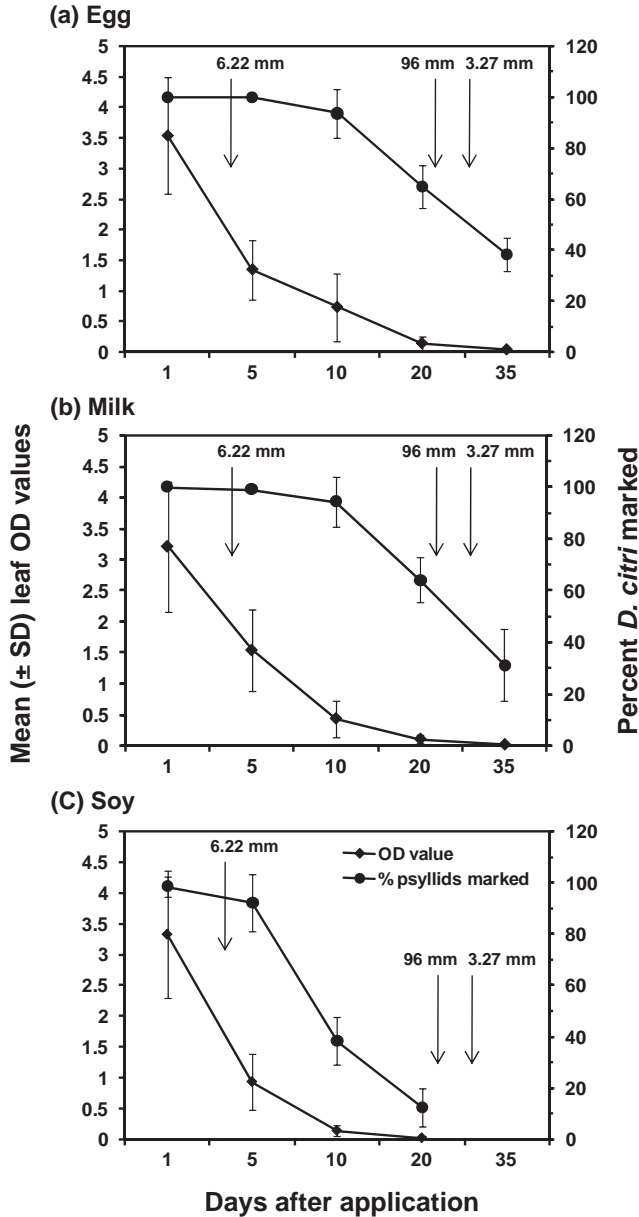 (a) Egg
5
4.5
4
3.5
3
2.5
2
1.5
1
0.5
0
120
100
80
60
40
20
0
6.22 mm
96 mm
3.27 mm
1 5 10 20 35
(b) Milk
5
4.5
4
3.5
3
2.5
2
1.5
1
0.5
0
120
100
80
60
40
20
0
6.22 mm
96 mm
3.27 mm
1 5 10 20 35
Mean (± SD) leaf OD values
Percent D. citri marked
(C) Soy
5
4.5
4
3.5
3
2.5
2
1.5
1
0.5
0
120
100
80
60
40
20
0
6.22 mm
OD value
% psyllids marked
96 mm
3.27 mm
1 5 10 20 35
Days after application